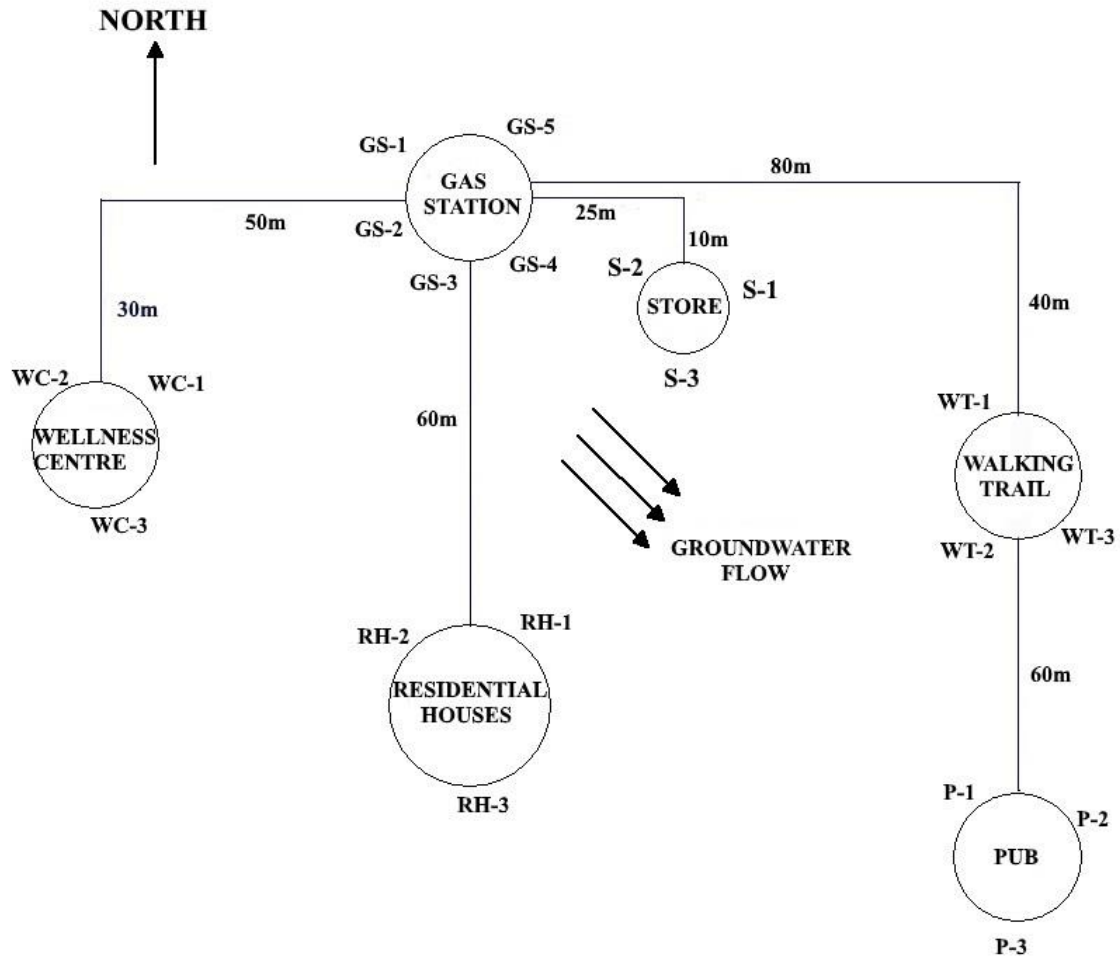 NORTH
GS-5
GS-1
80m
GAS
STATION
25m
50m
GS-2
10m
GS-4
S-2
GS-3
S-1
STORE
30m
40m
S-3
WC-2
WC-1
WT-1
60m
WELLNESS
CENTRE
WALKING
TRAIL
WC-3
WT-3
WT-2
GROUNDWATER
FLOW
RH-1
RH-2
60m
RESIDENTIAL
HOUSES
RH-3
P-1
P-2
PUB
P-3